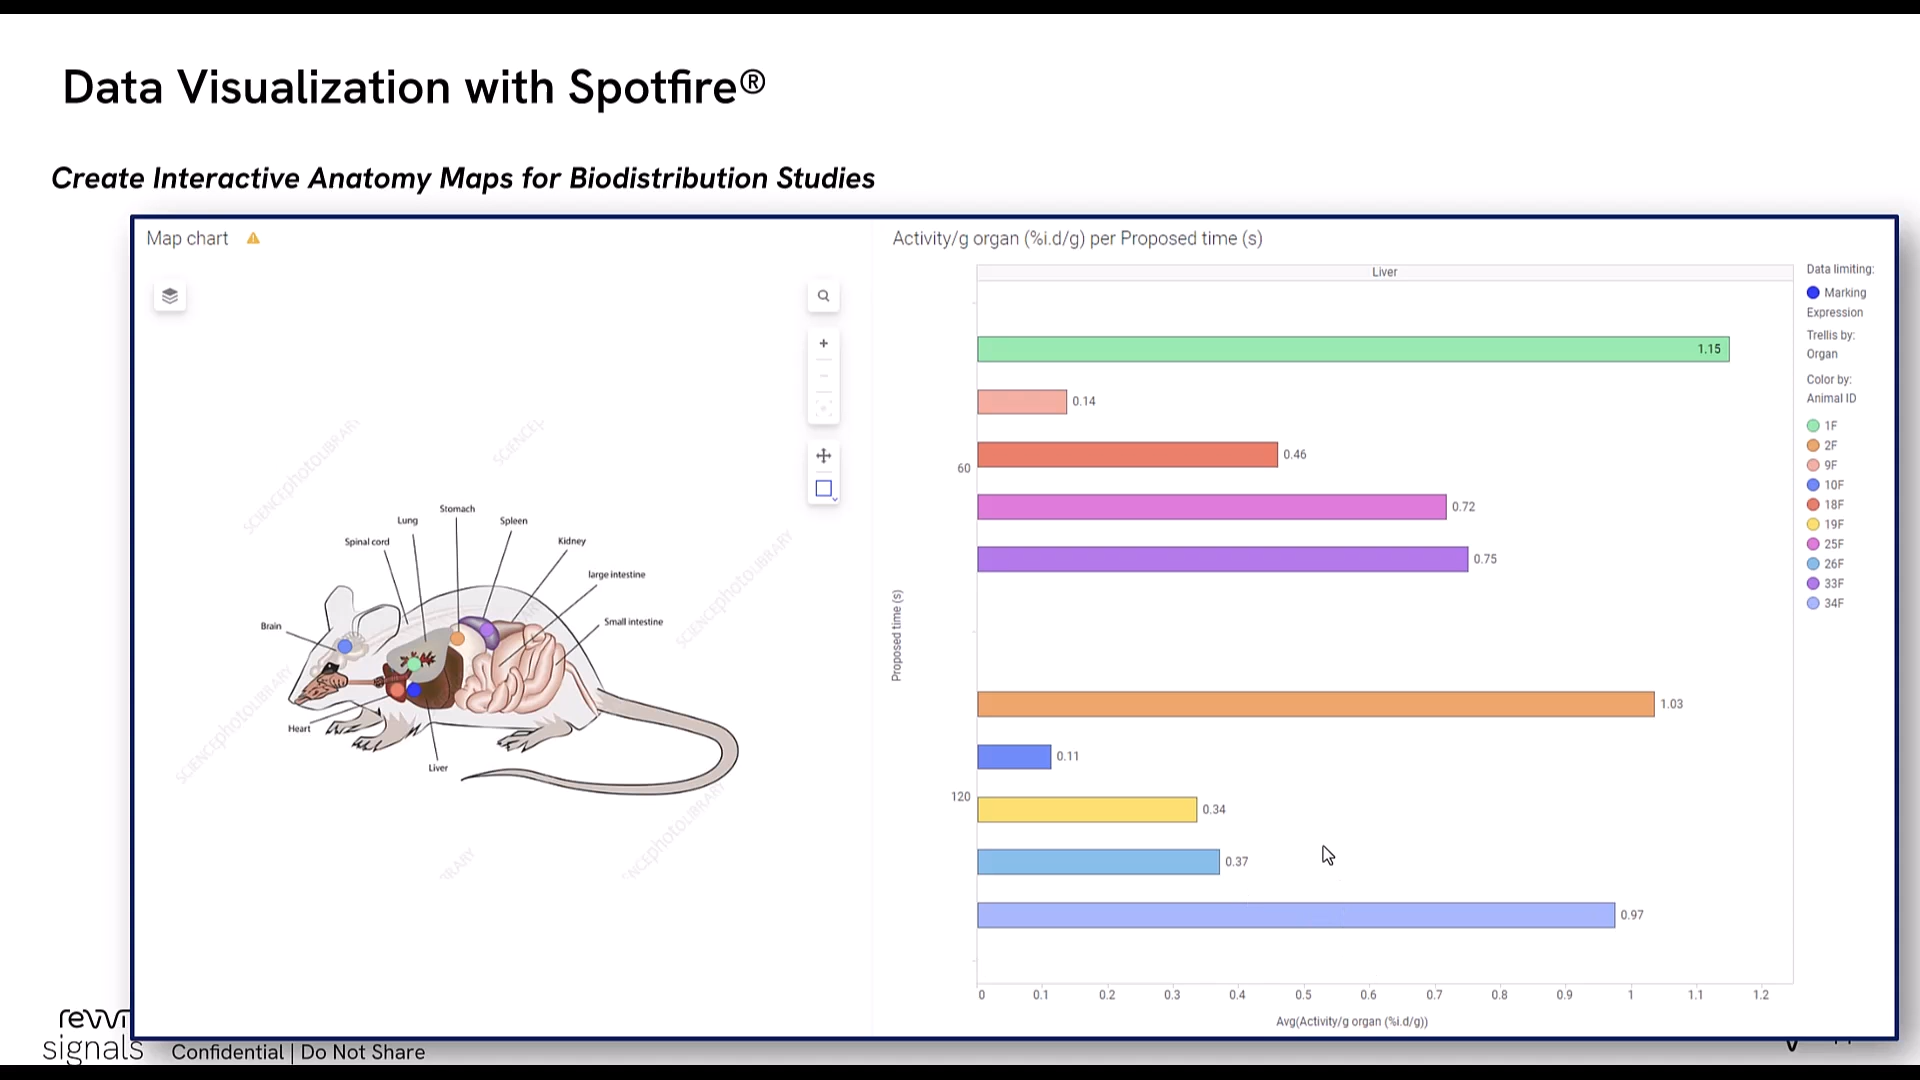 Data Visualization with Spotfire®
Create Interactive Anatomy Maps for Biodistribution Studies
Map chart
SCIENCEphotoLIBRARY
SCIENCEphotoLIBRARY
SCIENCEphotoLIBRARY
Stomach
Lung
Spleen
Spinal cord
Kidney
large intestine
Small intestine
Brain
Heart
Liver
Activity/g organ (%i.d/g) per Proposed time (s)
Liver
Proposed time (s)
60
120
1.15
0.14
0.46
0.72
0.75
1.03
0.11
0.34
0.37
0.97
0 0.1 0.2 0.3 0.4 0.5 0.6 0.7 0.8 0.9 1 1.1 1.2
Avg(Activity/g organ (%i.d/g))
Data limiting:
Marking
Expression
Trellis by:
Organ
Color by:
Animal ID
1F
2F
9F
10F
18F
19F
25F
26F
33F
34F
signals
Confidential | Do Not Share